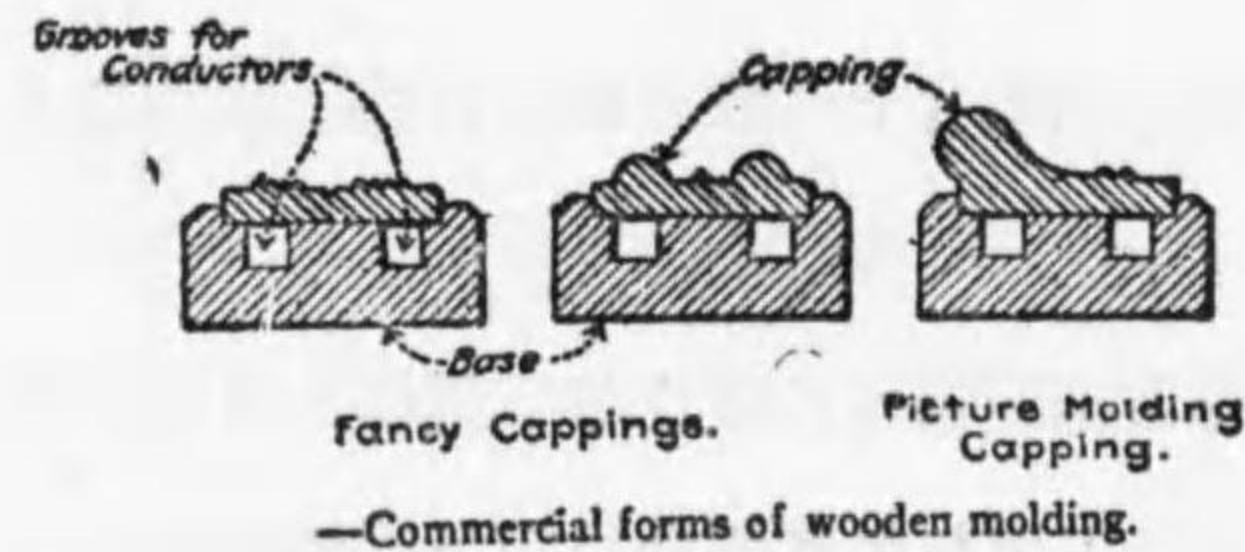 Grooves for
Conductors
Capping
Base
Fancy Cappings.
Picture Molding
Capping.
—Commercial forms of wooden molding.